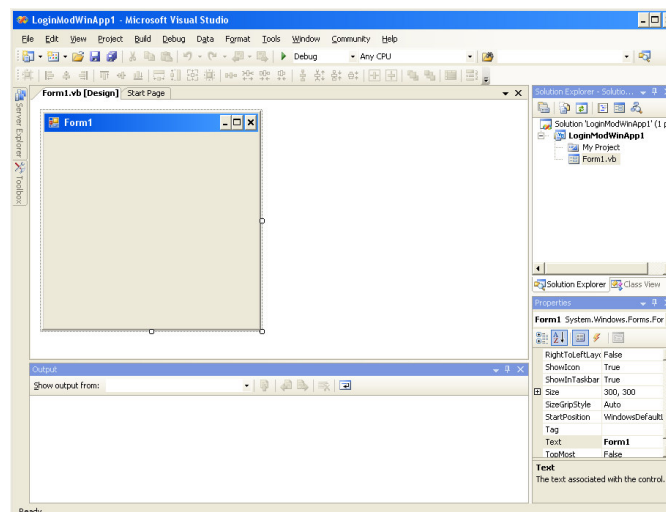 LoginModWinApp1 - Microsoft Visual Studio
File Edit View Project Build Debug Data Format Tools Window Community Help
Debug Any CPU
Form1.vb [Design] Start Page
Server Explorer
Toolbox
Form1
Solution Explorer - Solutio...
Solution 'LoginModWinApp1' (1 p
LoginModWinApp1
My Project
Form1.vb
Solution Explorer Class View
Properties
Form1 System.Windows.Forms.For
RightToLeftLay False
ShowIcon True
ShowInTaskbar True
Size 300, 300
SizeGripStyle Auto
StartPosition WindowsDefaultL
Tag
Text Form1
TopMost False
Text
The text associated with the control.
Output
Show output from:
Ready